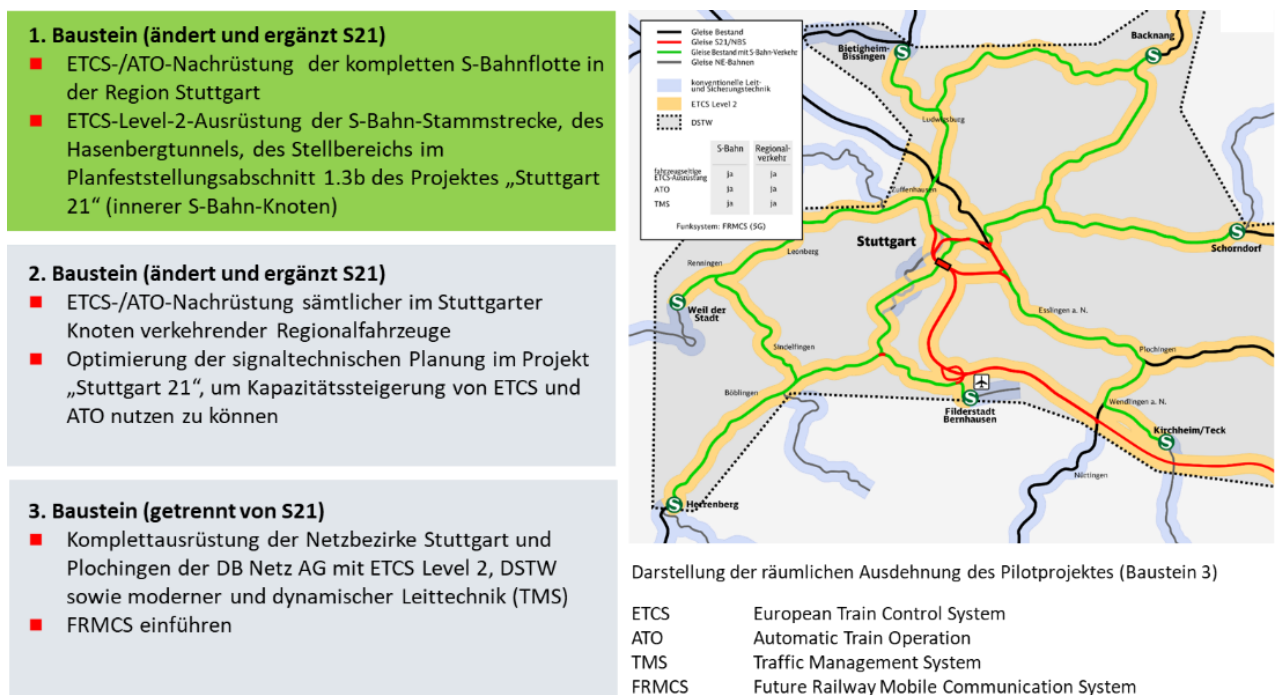 1. Baustein (ändert und ergänzt S21)
ETCS-/ATO-Nachrüstung der kompletten S-Bahnflotte in
der Region Stuttgart
ETCS-Level-2-Ausrüstung der S-Bahn-Stammstrecke, des
Hasenbergtunnels, des Stellbereichs im
Planfeststellungsabschnitt 1.3b des Projektes „Stuttgart
21“ (innerer S-Bahn-Knoten)
2. Baustein (ändert und ergänzt S21)
ETCS-/ATO-Nachrüstung sämtlicher im Stuttgarter
Knoten verkehrender Regionalfahrzeuge
Optimierung der signaltechnischen Planung im Projekt
„Stuttgart 21“, um Kapazitätssteigerung von ETCS und
ATO nutzen zu können
3. Baustein (getrennt von S21)
Komplettausrüstung der Netzbezirke Stuttgart und
Plochingen der DB Netz AG mit ETCS Level 2, DSTW
sowie moderner und dynamischer Leittechnik (TMS)
FRMCS einführen
Gleise Bestand
Gleise S21/NBS
Gleise Bestand mit S-Bahn-Verkehr
Gleise NE-Bahnen
konventionelle Leit-
und Sicherungstechnik
ETCS Level 2
DSTW
S-Bahn Regional-
verkehr
fahrzeugseitige
ETCS-Ausrüstung ja ja
ATO ja ja
TMS ja ja
Funksystem: FRMCS (5G)
Bietigheim-
Bissingen
S
Backnang
S
Ludwigsburg
Zuffenhausen
Stuttgart
Schorndorf
S
Leonberg
Renningen
S
Weil der
Stadt
Esslingen a. N.
Sindelfingen
Plochingen
Böblingen
Wendlingen a. N.
S
Filderstadt
Bernhausen
Kirchheim/Teck
S
Nürtingen
S
Herrenberg
Darstellung der räumlichen Ausdehnung des Pilotprojektes (Baustein 3)
ETCS European Train Control System
ATO Automatic Train Operation
TMS Traffic Management System
FRMCS Future Railway Mobile Communication System